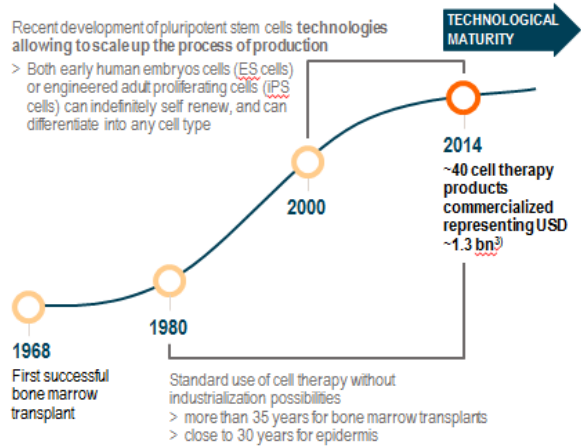 Recent development of pluripotent stem cells technologies
allowing to scale up the process of production
> Both early human embryos cells (ES cells)
or engineered adult proliferating cells (iPS
cells) can indefinitely self renew, and can
differentiate into any cell type
TECHNOLOGICAL
MATURITY
2014
~40 cell therapy
products
commercialized
representing USD
~1.3 bn3)
2000
1980
1968
First successful
bone marrow
transplant
Standard use of cell therapy without
industrialization possibilities
> more than 35 years for bone marrow transplants
> close to 30 years for epidermis